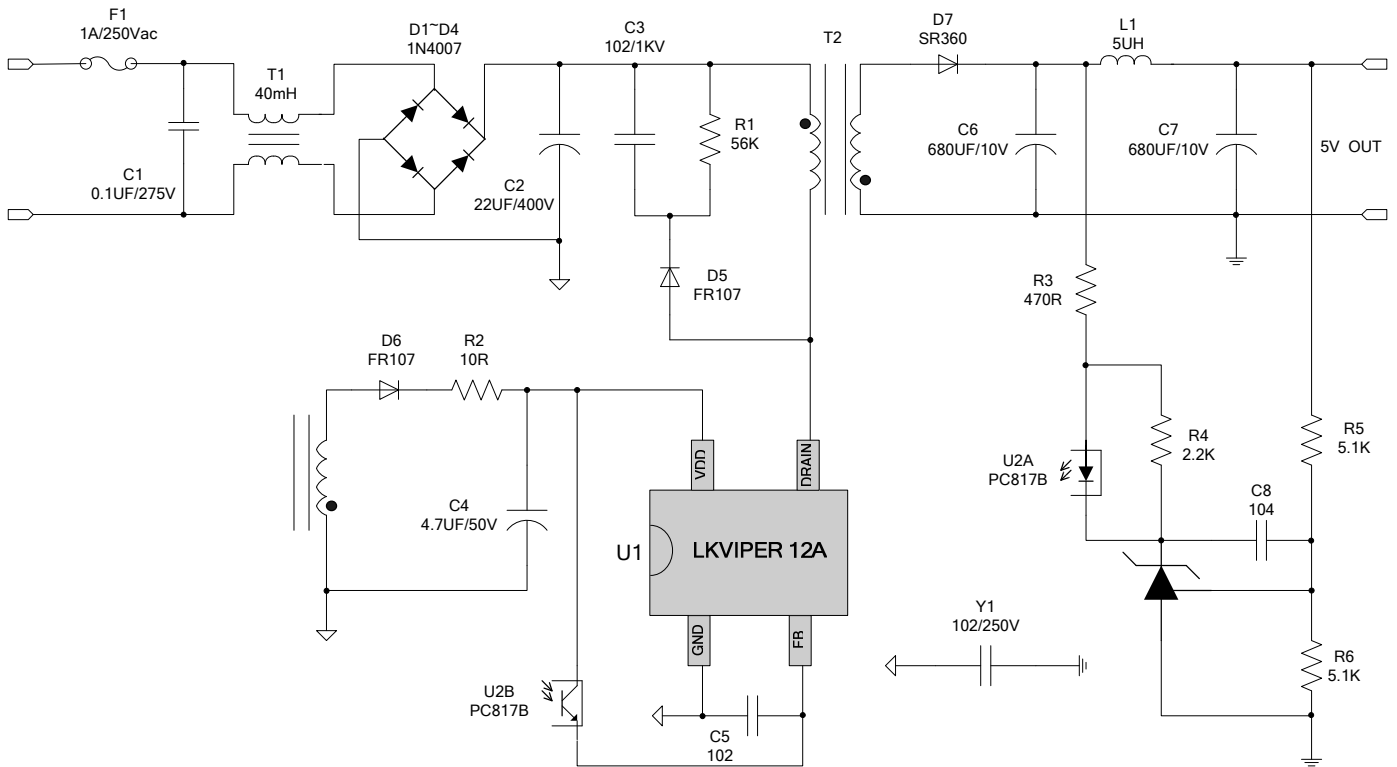 F1
1A/250Vac
T1
40mH
C1
0.1UF/275V
D1~D4
1N4007
C2
22UF/400V
C3
102/1KV
R1
56K
T2
D5
FR107
D7
SR360
C6
680UF/10V
L1
5UH
C7
680UF/10V
5V OUT
R3
470R
D6
FR107
R2
10R
C4
4.7UF/50V
VDD
DRAIN
U1
LKVIPER 12A
GND
FR
U2A
PC817B
R4
2.2K
R5
5.1K
C8
104
Y1
102/250V
R6
5.1K
U2B
PC817B
C5
102